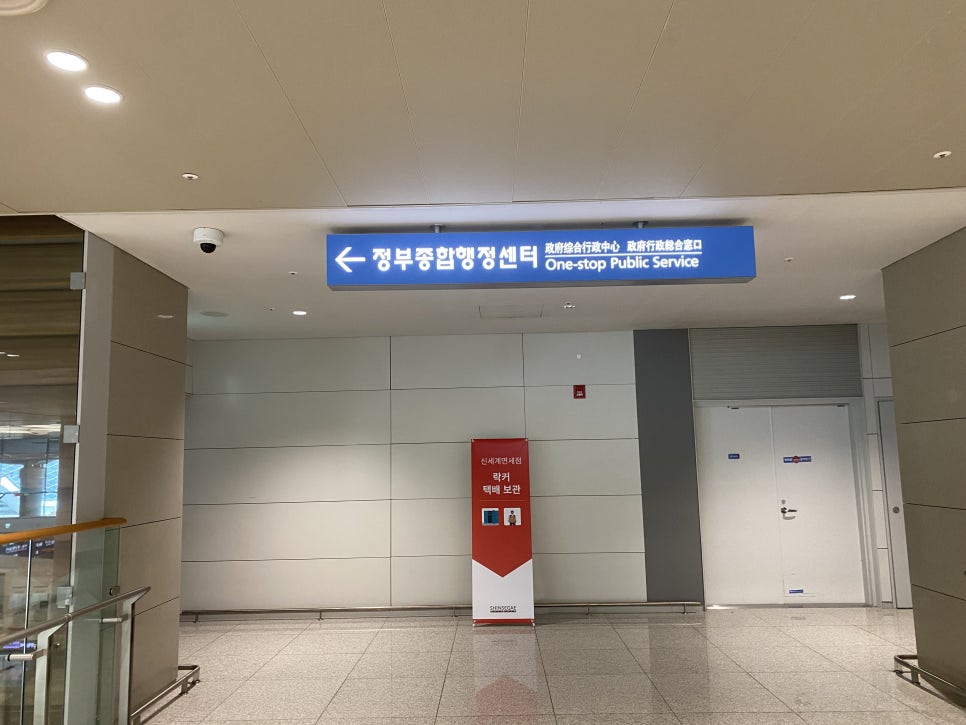 ← 정부종합행정센터
政府综合行政中心 政府行政総合窓口
One-stop Public Service
신세계면세점
락커
택배 보관
SHINSEGAE